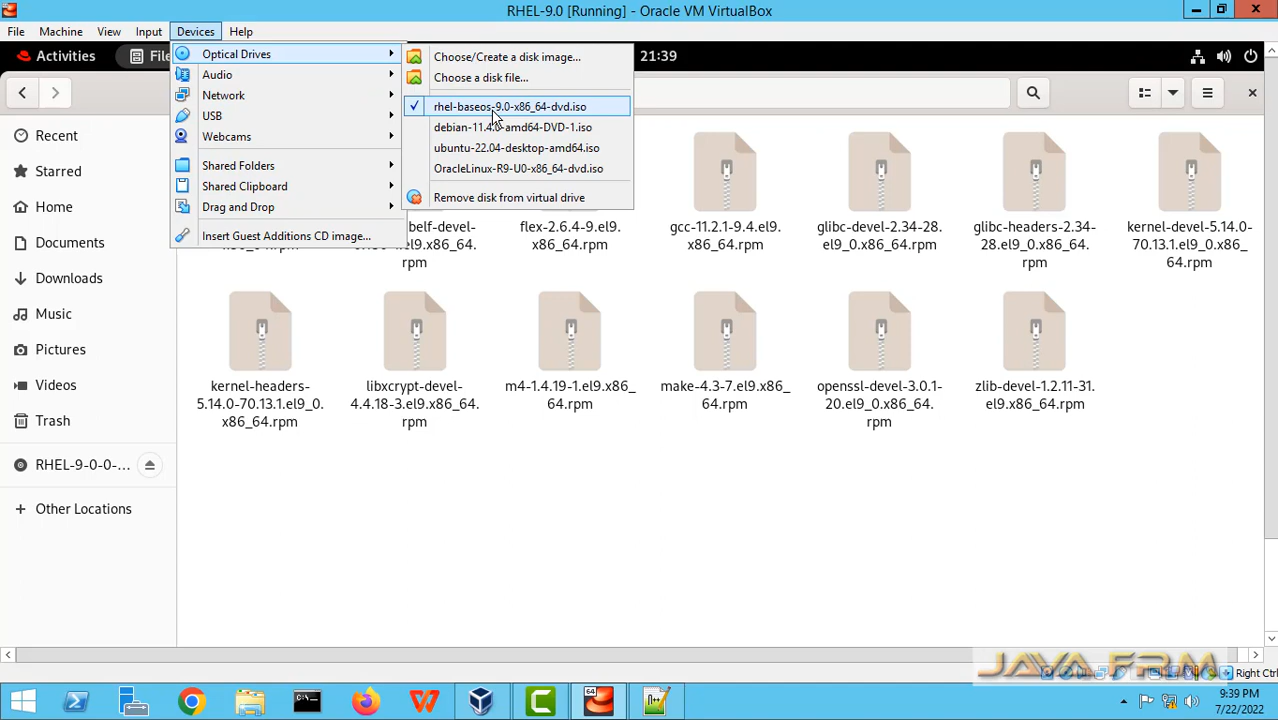 RHEL-9.0 [Running] - Oracle VM VirtualBox
File Machine View Input Devices Help
Activities
21:39
Optical Drives
Audio
Network
USB
Webcams
Shared Folders
Shared Clipboard
Drag and Drop
Insert Guest Additions CD image...
Choose/Create a disk image...
Choose a disk file...
rhel-baseos-9.0-x86_64-dvd.iso
debian-11.4.0-amd64-DVD-1.iso
ubuntu-22.04-desktop-amd64.iso
OracleLinux-R9-U0-x86_64-dvd.iso
Remove disk from virtual drive
Recent
Starred
Home
Documents
Downloads
Music
Pictures
Videos
Trash
RHEL-9-0-0-...
Other Locations
x86_64.
rpm
flex-2.6.4-9.el9.
x86_64.rpm
gcc-11.2.1-9.4.el9.
x86_64.rpm
glibc-devel-2.34-28.
el9_0.x86_64.rpm
glibc-headers-2.34-
28.el9_0.x86_64.
rpm
kernel-devel-5.14.0-
70.13.1.el9_0.x86_
64.rpm
kernel-headers-
5.14.0-70.13.1.el9_0.
x86_64.rpm
libxcrypt-devel-
4.4.18-3.el9.x86_64.
rpm
m4-1.4.19-1.el9.x86_
64.rpm
make-4.3-7.el9.x86_
64.rpm
openssl-devel-3.0.1-
20.el9_0.x86_64.
rpm
zlib-devel-1.2.11-31.
el9.x86_64.rpm
JAVA FRM
Right Ctrl
64
9:39 PM
7/22/2022